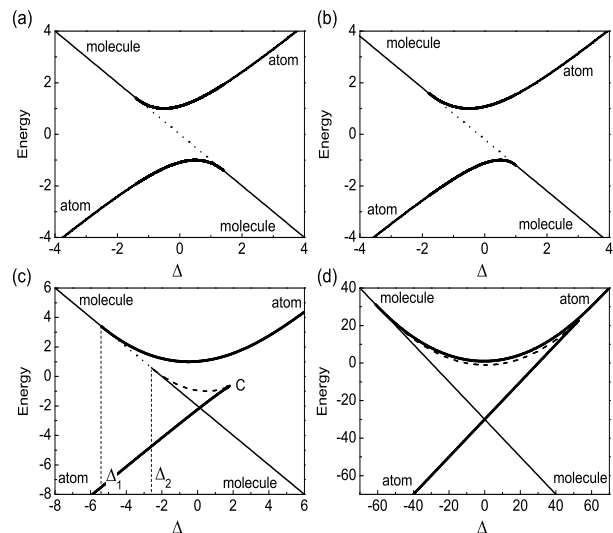 (a)
(b)
4
molecule
atom
2
Energy
0
-2
atom
molecule
-4
-4 -2 0 2 4
Δ
4
molecule
atom
2
Energy
0
-2
atom
molecule
-4
-4 -2 0 2 4
Δ
(c)
(d)
6
molecule
atom
4
2
Energy
0
C
-2
-4
-6
atom
Δ1
Δ2
molecule
-8
-6 -4 -2 0 2 4 6
Δ
40
molecule
atom
20
Energy
0
-20
-40
-60
atom
molecule
-60 -40 -20 0 20 40 60
Δ